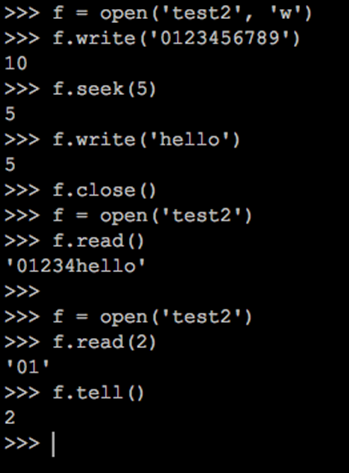 >>> f = open('test2', 'w')
>>> f.write('0123456789')
10
>>> f.seek(5)
5
>>> f.write('hello')
5
>>> f.close()
>>> f = open('test2')
>>> f.read()
'01234hello'
>>>
>>> f = open('test2')
>>> f.read(2)
'01'
>>> f.tell()
2
>>>